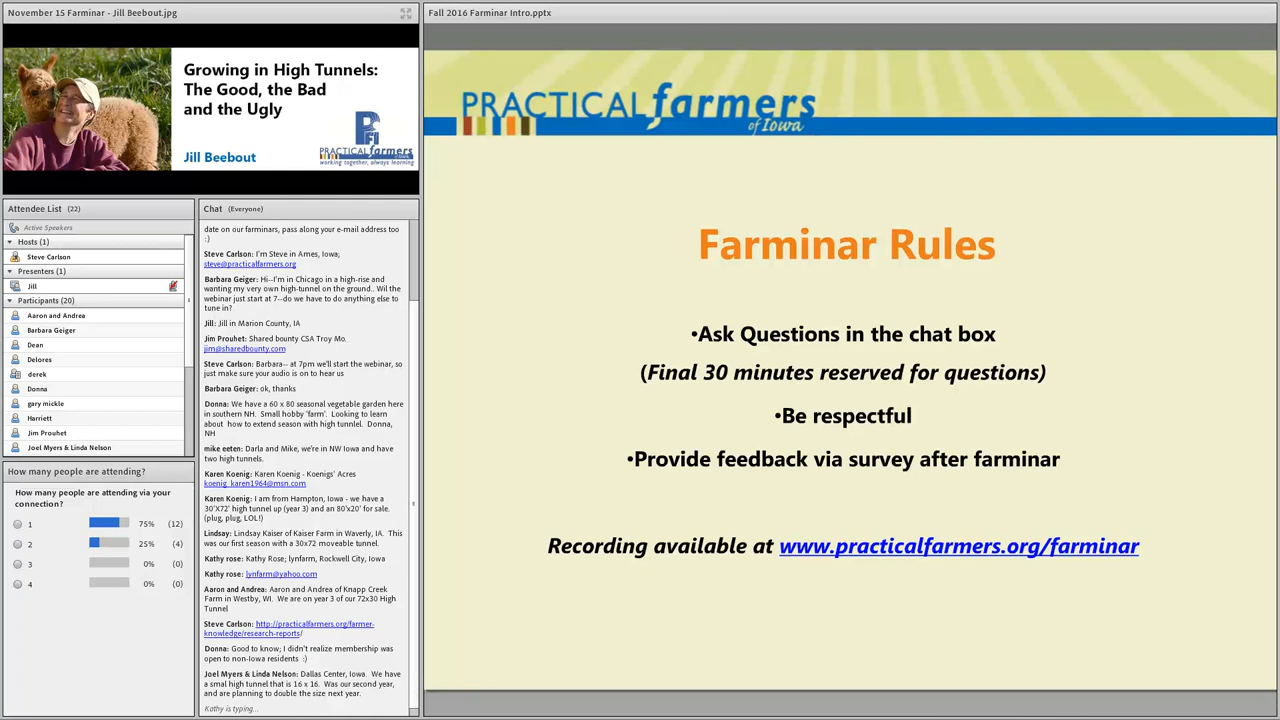 November 15 Farminar - Jill Beebout.jpg
Growing in High Tunnels:
The Good, the Bad
and the Ugly
Jill Beebout
PRACTICAL farmers
of Iowa
working together, always learning
Attendee List (22)
Active Speakers
Hosts (1)
Steve Carlson
Presenters (1)
Jill
Participants (20)
Aaron and Andrea
Barbara Geiger
Dean
Delores
derek
Donna
gary mickle
Harriett
Jim Prouhet
Joel Myers & Linda Nelson
How many people are attending?
How many people are attending via your
connection?
1 75% (12)
2 25% (4)
3 0% (0)
4 0% (0)
Chat (Everyone)
date on our farminars, pass along your e-mail address too
:)
Steve Carlson: I'm Steve in Ames, Iowa;
steve@practicalfarmers.org
Barbara Geiger: Hi--I'm in Chicago in a high-rise and
wanting my very own high-tunnel on the ground.. Wil the
webinar just start at 7--do we have to do anything else to
tune in?
Jill: Jill in Marion County, IA
Jim Prouhet: Shared bounty CSA Troy Mo.
jim@sharedbounty.com
Steve Carlson: Barbara-- at 7pm we'll start the webinar, so
just make sure your audio is on to hear us
Barbara Geiger: ok, thanks
Donna: We have a 60 x 80 seasonal vegetable garden here
in southern NH. Small hobby 'farm'. Looking to learn
about how to extend season with high tunnel. Donna,
NH
mike eeten: Darla and Mike, we're in NW Iowa and have
two high tunnels.
Karen Koenig: Karen Koenig - Koenigs' Acres
koenig_karen1964@msn.com
Karen Koenig: I am from Hampton, Iowa - we have a
30'X72' high tunnel up (year 3) and an 80'x20' for sale.
(plug, plug, LOL!)
Lindsay: Lindsay Kaiser of Kaiser Farm in Waverly, IA. This
was our first season with a 30x72 moveable tunnel.
Kathy rose: Kathy Rose; lynfarm, Rockwell City, Iowa
Kathy rose: lynfarm@yahoo.com
Aaron and Andrea: Aaron and Andrea of Knapp Creek
Farm in Westby, WI. We are on year 3 of our 72x30 High
Tunnel
Steve Carlson: http://practicalfarmers.org/farmer-
knowledge/research-reports/
Donna: Good to know; I didn't realize membership was
open to non-Iowa residents :)
Joel Myers & Linda Nelson: Dallas Center, Iowa. We have
a smal high tunnel that is 16 x 16. Was our second year,
and are planning to double the size next year.
Kathy is typing...
Fall 2016 Farminar Intro.pptx
PRACTICAL farmers
of Iowa
Farminar Rules
•Ask Questions in the chat box
(Final 30 minutes reserved for questions)
•Be respectful
•Provide feedback via survey after farminar
Recording available at www.practicalfarmers.org/farminar